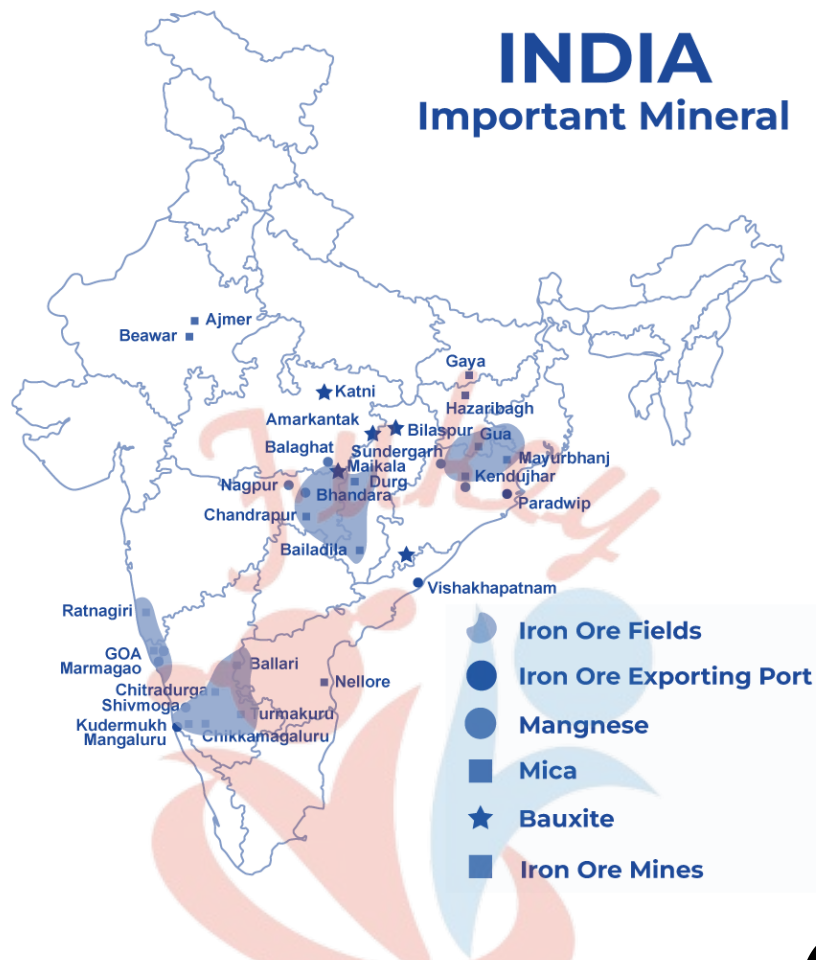 INDIA
Important Mineral
Ajmer
Beawar
Gaya
Katni
Hazaribagh
Amarkantak
Bilaspur
Gua
Balaghat
Sundergarh
Mayurbhanj
Maikala
Kendujhar
Durg
Nagpur
Bhandara
Paradwip
Chandrapur
Bailadila
Vishakhapatnam
Ratnagiri
GOA
Marmagao
Ballari
Nellore
Chitradurga
Shivmoga
Turmakuru
Kudermukh
Chikkamagaluru
Mangaluru
Iron Ore Fields
Iron Ore Exporting Port
Mangnese
Mica
Bauxite
Iron Ore Mines